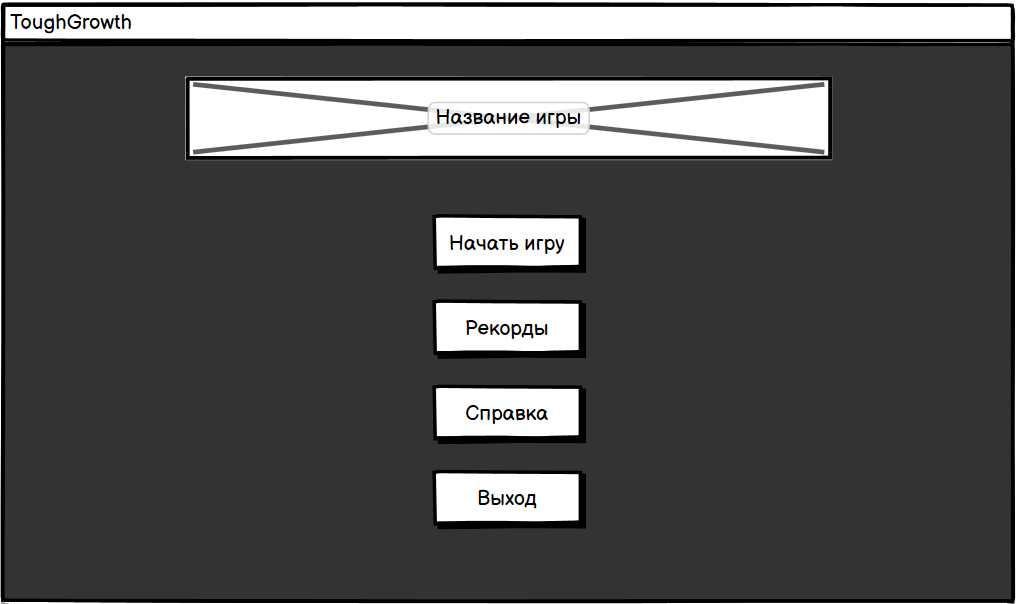 ToughGrowth
Название игры
Начать игру
Рекорды
Справка
Выход